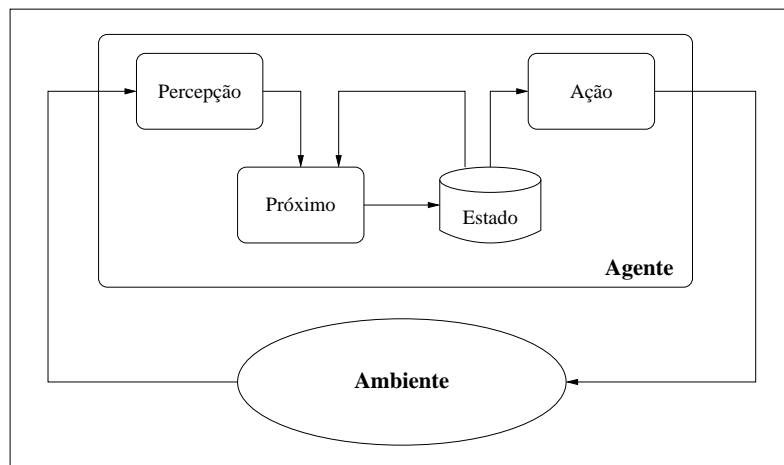 Percepção
Ação
Próximo
Estado
Agente
Ambiente